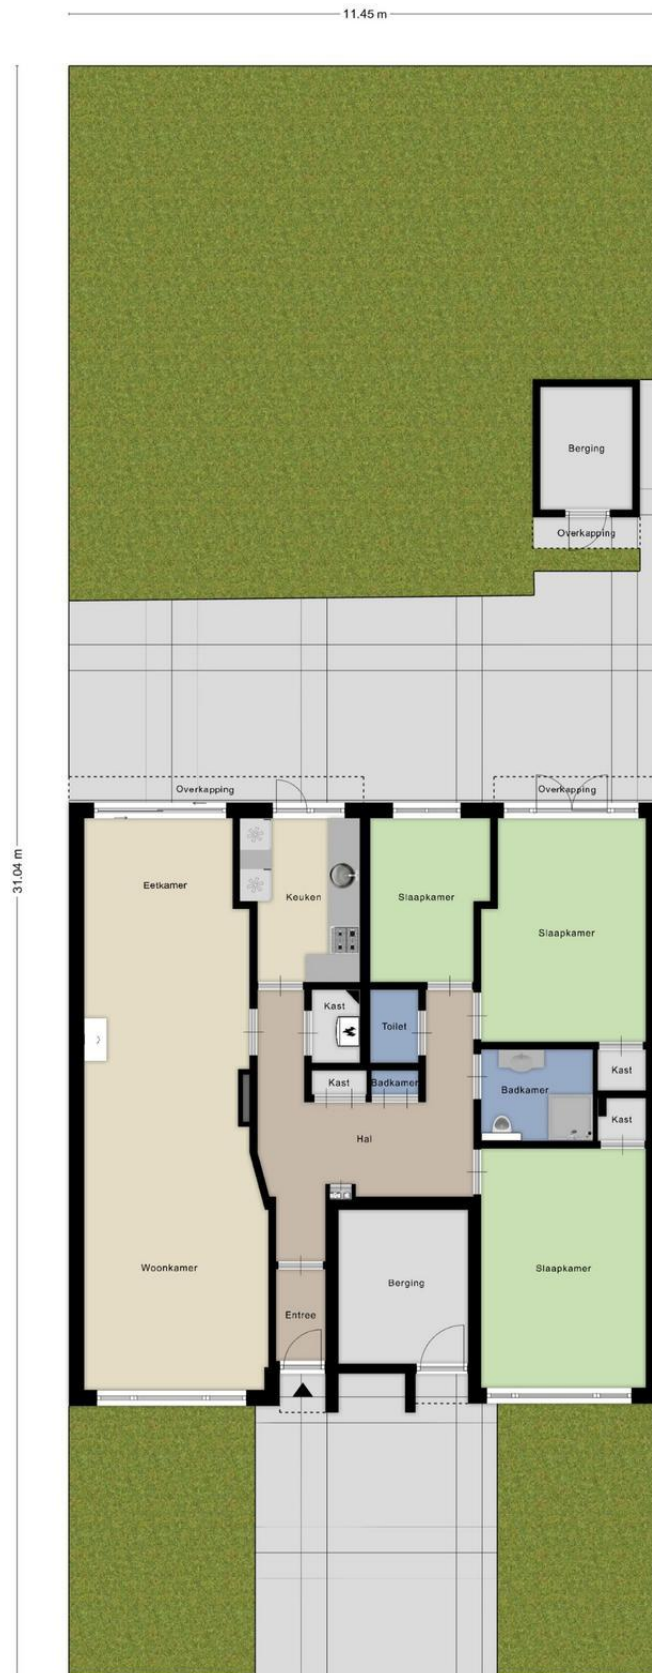 11.45 m
31.04 m
Berging
Overkapping
Overkapping
Overkapping
Eetkamer
Keuken
Slaapkamer
Slaapkamer
Kast
Toilet
Kast
Badkamer
Badkamer
Kast
Kast
Hal
Woonkamer
Berging
Slaapkamer
Entree